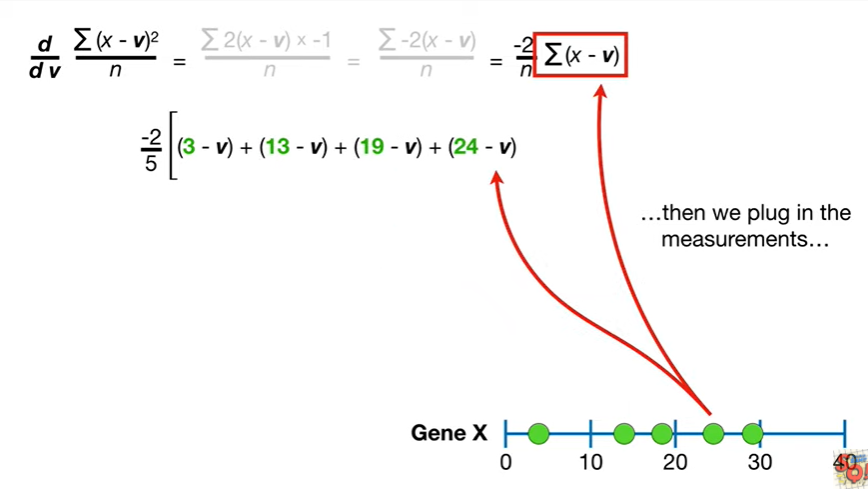 d/dv ∑(x - v)²/n = ∑2(x - v) × -1/n = ∑-2(x - v)/n = -2/n ∑(x - v)
-2/5 [(3 - v) + (13 - v) + (19 - v) + (24 - v)
…then we plug in the
measurements…
Gene X
0 10 20 30 40